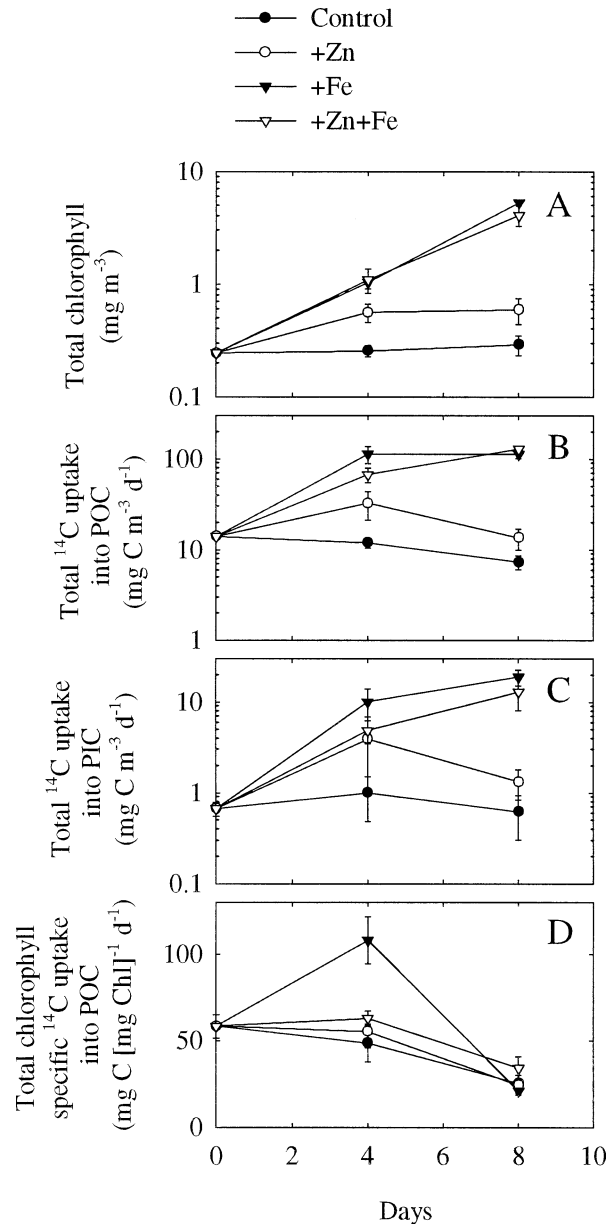 Control
+Zn
+Fe
+Zn+Fe
10
1
0.1
Total chlorophyll
(mg m⁻³)
A
100
10
1
Total ¹⁴C uptake
into POC
(mg C m⁻³ d⁻¹)
B
10
1
0.1
Total ¹⁴C uptake
into PIC
(mg C m⁻³ d⁻¹)
C
100
50
0
Total chlorophyll
specific ¹⁴C uptake
into POC
(mg C [mg Chl]⁻¹ d⁻¹)
D
0 2 4 6 8 10
Days